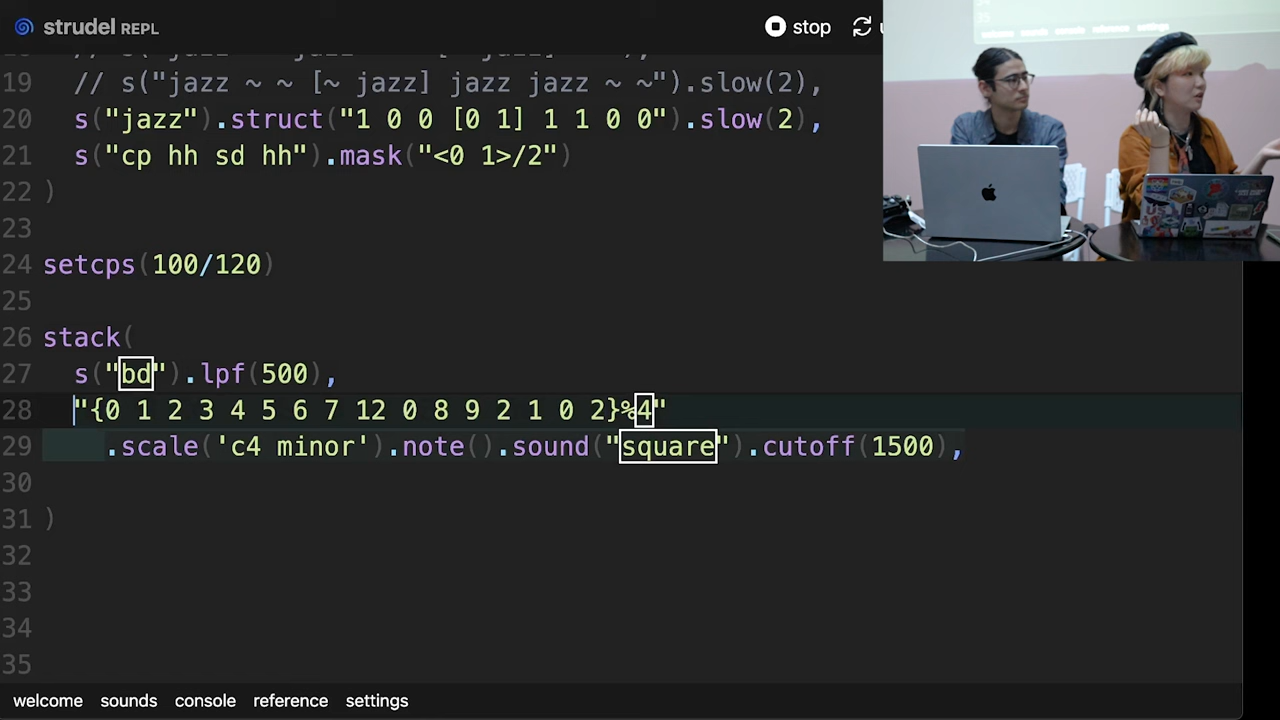 strudel REPL
stop
19 // s("jazz ~ ~ [~ jazz] jazz jazz ~ ~").slow(2),
20 s("jazz").struct("1 0 0 [0 1] 1 1 0 0").slow(2),
21 s("cp hh sd hh").mask("<0 1>/2")
22 )
23
24 setcps(100/120)
25
26 stack(
27 s("bd").lpf(500),
28 "{0 1 2 3 4 5 6 7 12 0 8 9 2 1 0 2}%4"
29 .scale('c4 minor').note().sound("square").cutoff(1500),
30
31 )
32
33
34
35
welcome sounds console reference settings